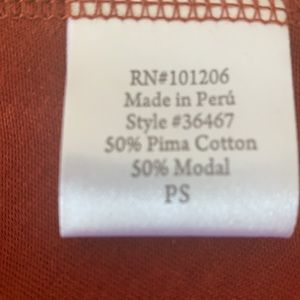 RN#101206
Made in Perú
Style #36467
50% Pima Cotton
50% Modal
PS